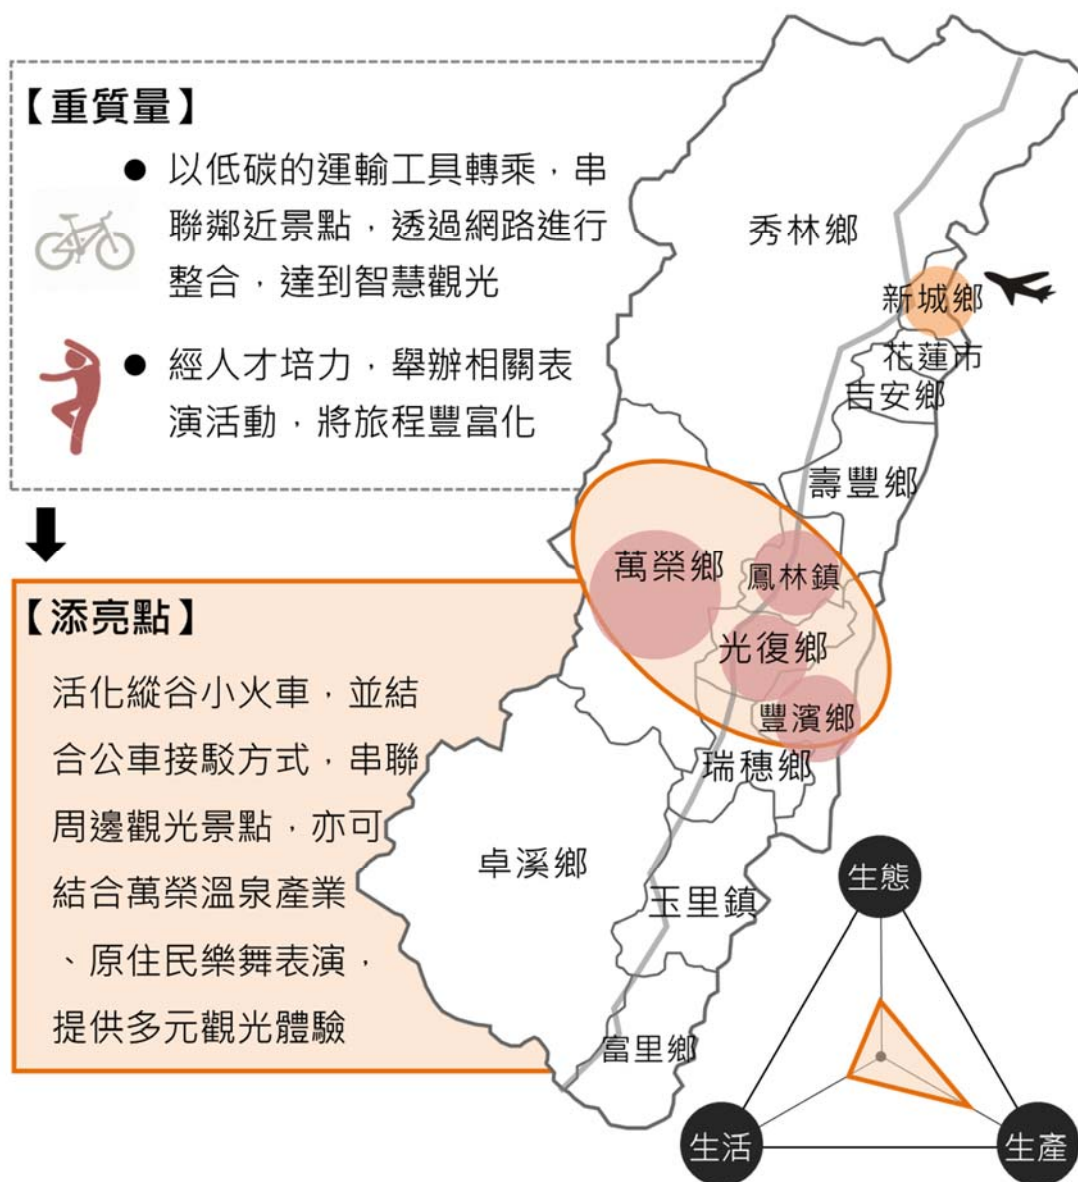 【重質量】
● 以低碳的運輸工具轉乘，串
聯鄰近景點，透過網路進行
整合，達到智慧觀光
● 經人才培力，舉辦相關表
演活動，將旅程豐富化
【添亮點】
活化縱谷小火車，並結
合公車接駁方式，串聯
周邊觀光景點，亦可
結合萬榮溫泉產業
、原住民樂舞表演，
提供多元觀光體驗
秀林鄉
新城鄉
花蓮市
吉安鄉
壽豐鄉
萬榮鄉
鳳林鎮
光復鄉
豐濱鄉
瑞穗鄉
卓溪鄉
玉里鎮
富里鄉
生態
生活
生產